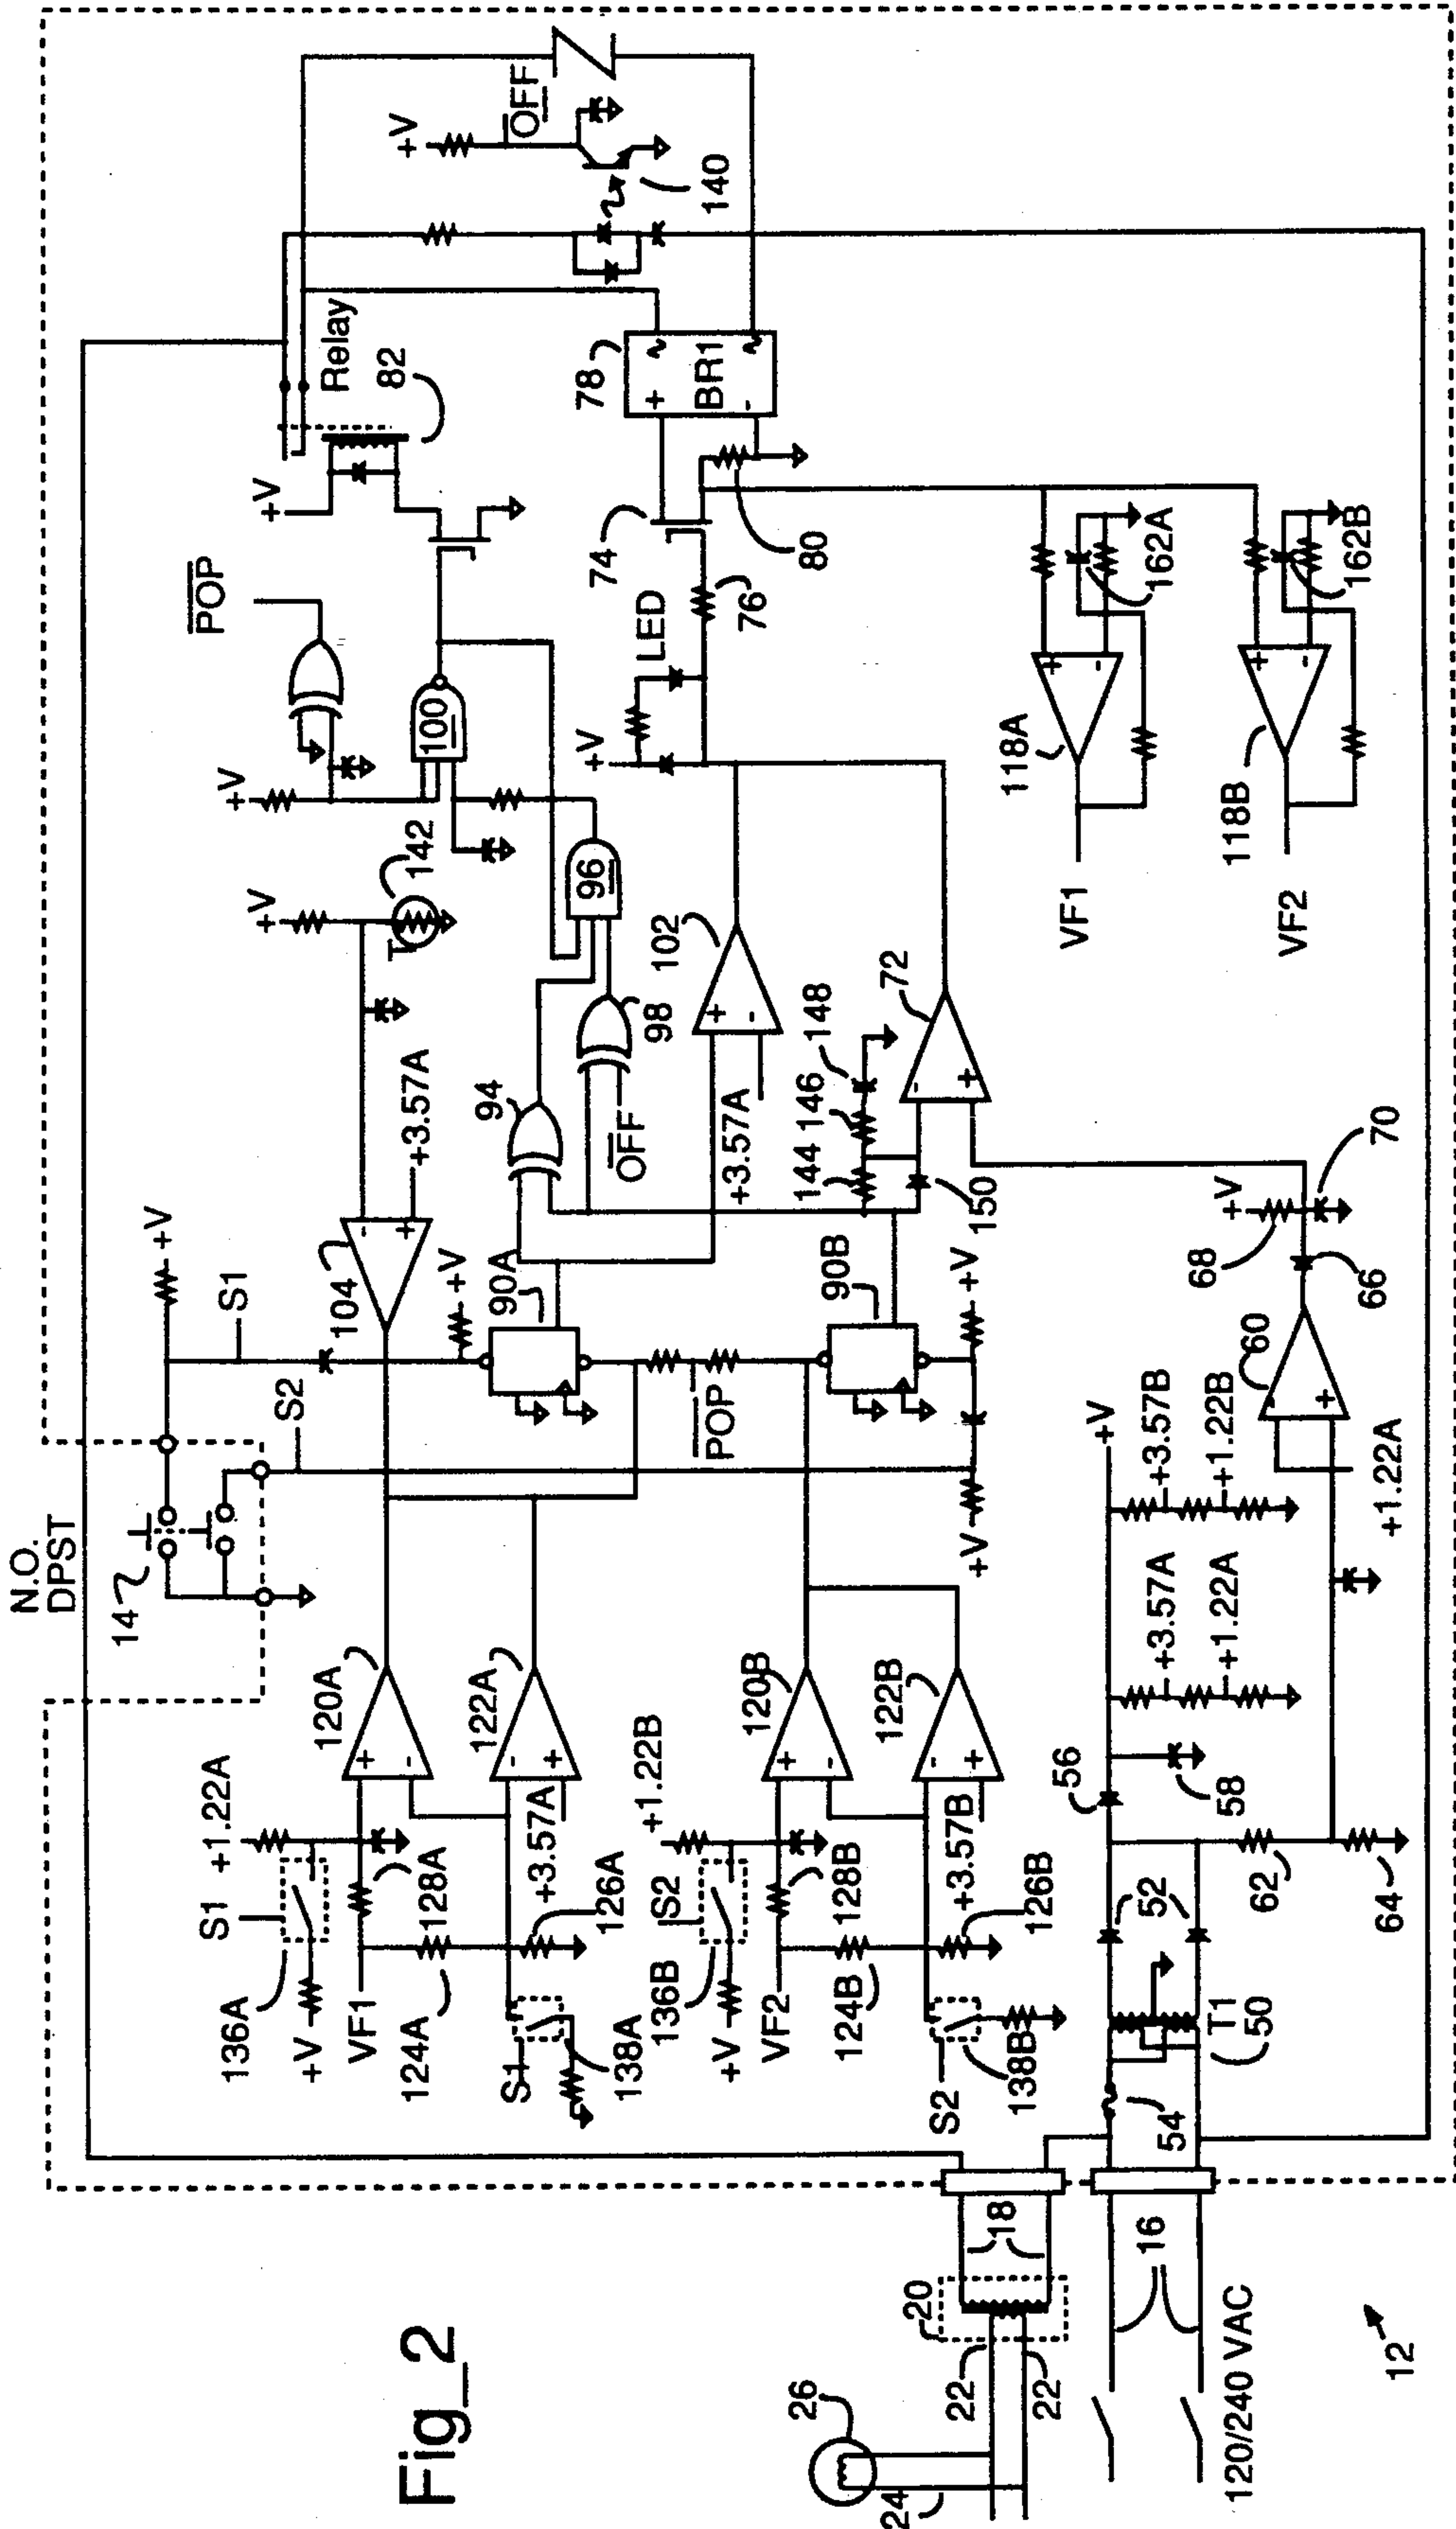 Fig_2
N.O.
DPST
14
S1
+V
S2
104
+3.57A
142
T
+V
+V
POP
100
+V
Relay
82
+V
OFF
140
94
98
96
OFF
102
+3.57A
90A
+V
POP
90B
+V
+V
144
146
148
150
72
+V
LED
76
74
80
78
+
-
BR1
118A
+
-
162A
VF1
118B
+
-
162B
VF2
136A
S1
+1.22A
+V
VF1
128A
124A
120A
+
-
122A
-
+
+3.57A
126A
S1
138A
136B
S2
+1.22B
+V
VF2
128B
124B
120B
+
-
122B
-
+
+3.57B
126B
S2
138B
+V
56
58
+3.57A
+1.22A
+3.57B
+1.22B
60
-
+
+1.22A
66
68
+V
70
52
62
64
T1
50
54
16
18
20
22
22
24
26
120/240 VAC
12